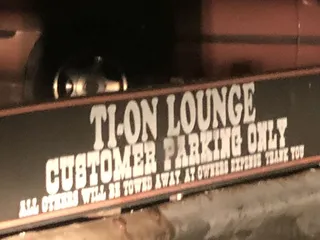 TI-ON LOUNGE
CUSTOMER PARKING ONLY
ALL OTHERS WILL BE TOWED AWAY AT OWNERS EXPENSE THANK YOU